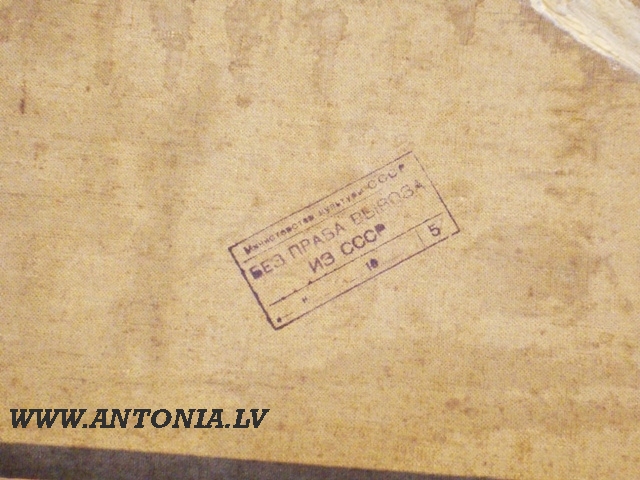 Министерство культуры СССР
БЕЗ ПРАВА ВЫВОЗА
ИЗ СССР
19
5
WWW.ANTONIA.LV